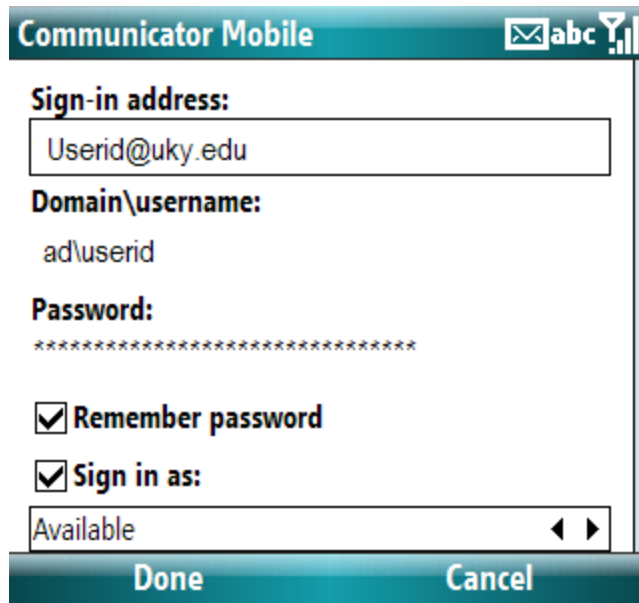 Communicator Mobile abc
Sign-in address:
Userid@uky.edu
Domain\username:
ad\userid
Password:
********************************
Remember password
Sign in as:
Available
Done Cancel